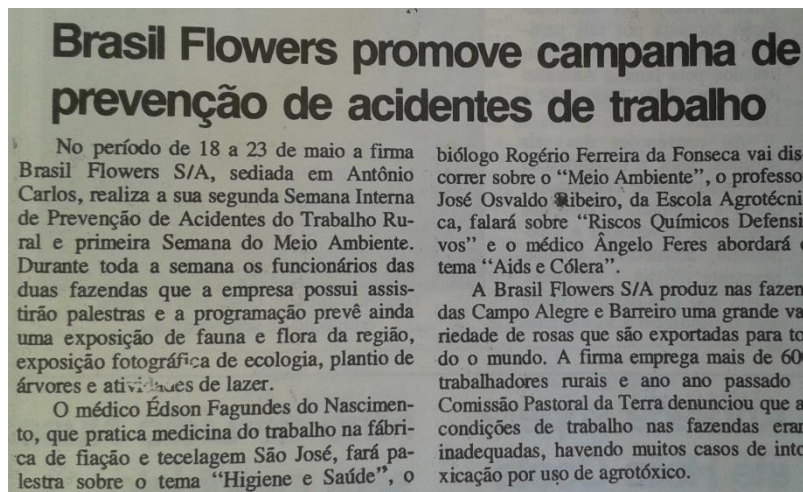 Brasil Flowers promove campanha de
prevenção de acidentes de trabalho
No período de 18 a 23 de maio a firma
Brasil Flowers S/A, sediada em Antônio
Carlos, realiza a sua segunda Semana Interna
de Prevenção de Acidentes do Trabalho Ru-
ral e primeira Semana do Meio Ambiente.
Durante toda a semana os funcionários das
duas fazendas que a empresa possui assis-
tirão palestras e a programação prevê ainda
uma exposição de fauna e flora da região,
exposição fotográfica de ecologia, plantio de
árvores e atividades de lazer.
O médico Édson Fagundes do Nascimen-
to, que pratica medicina do trabalho na fábri-
ca de fiação e tecelagem São José, fará pa-
lestra sobre o tema "Higiene e Saúde", o
biólogo Rogério Ferreira da Fonseca vai dis
correr sobre o "Meio Ambiente", o professo
José Osvaldo Ribeiro, da Escola Agrotécni
ca, falará sobre "Riscos Químicos Defensi
vos" e o médico Ângelo Feres abordará
tema "Aids e Cólera".
A Brasil Flowers S/A produz nas fazen
das Campo Alegre e Barreiro uma grande va
riedade de rosas que são exportadas para to
do o mundo. A firma emprega mais de 600
trabalhadores rurais e ano ano passado
Comissão Pastoral da Terra denunciou que a
condições de trabalho nas fazendas eram
inadequadas, havendo muitos casos de into
xicação por uso de agrotóxico.